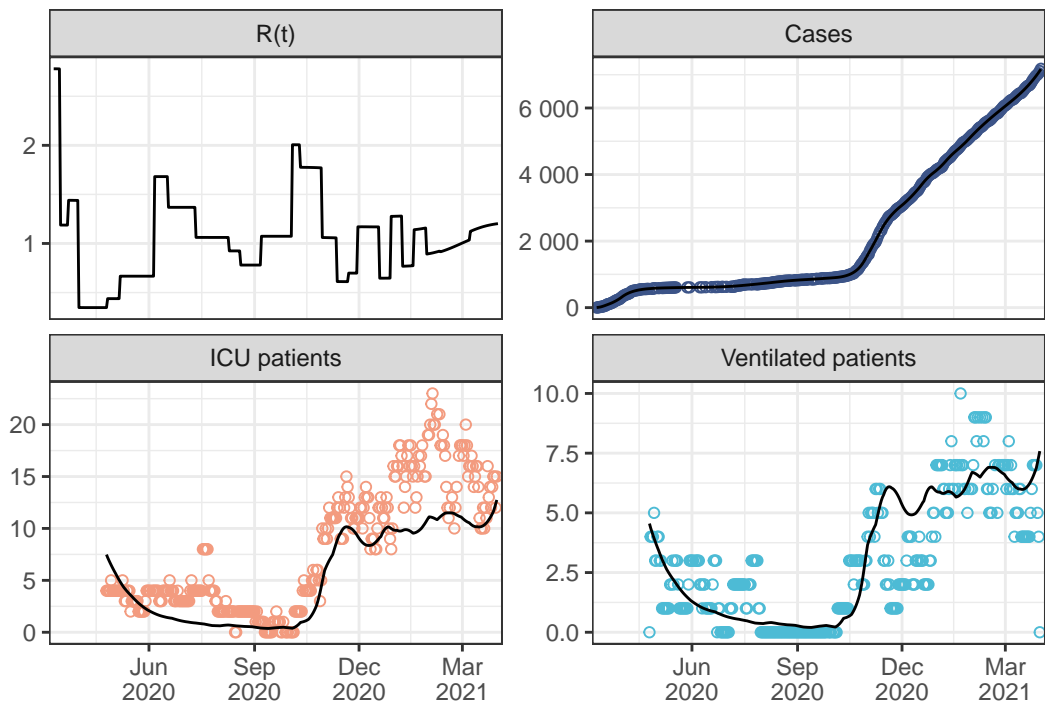 R(t)
Cases
2
1
6 000
4 000
2 000
0
ICU patients
Ventilated patients
20
15
10
5
0
10.0
7.5
5.0
2.5
0.0
Jun Sep Dec Mar
2020 2020 2020 2021
Jun Sep Dec Mar
2020 2020 2020 2021